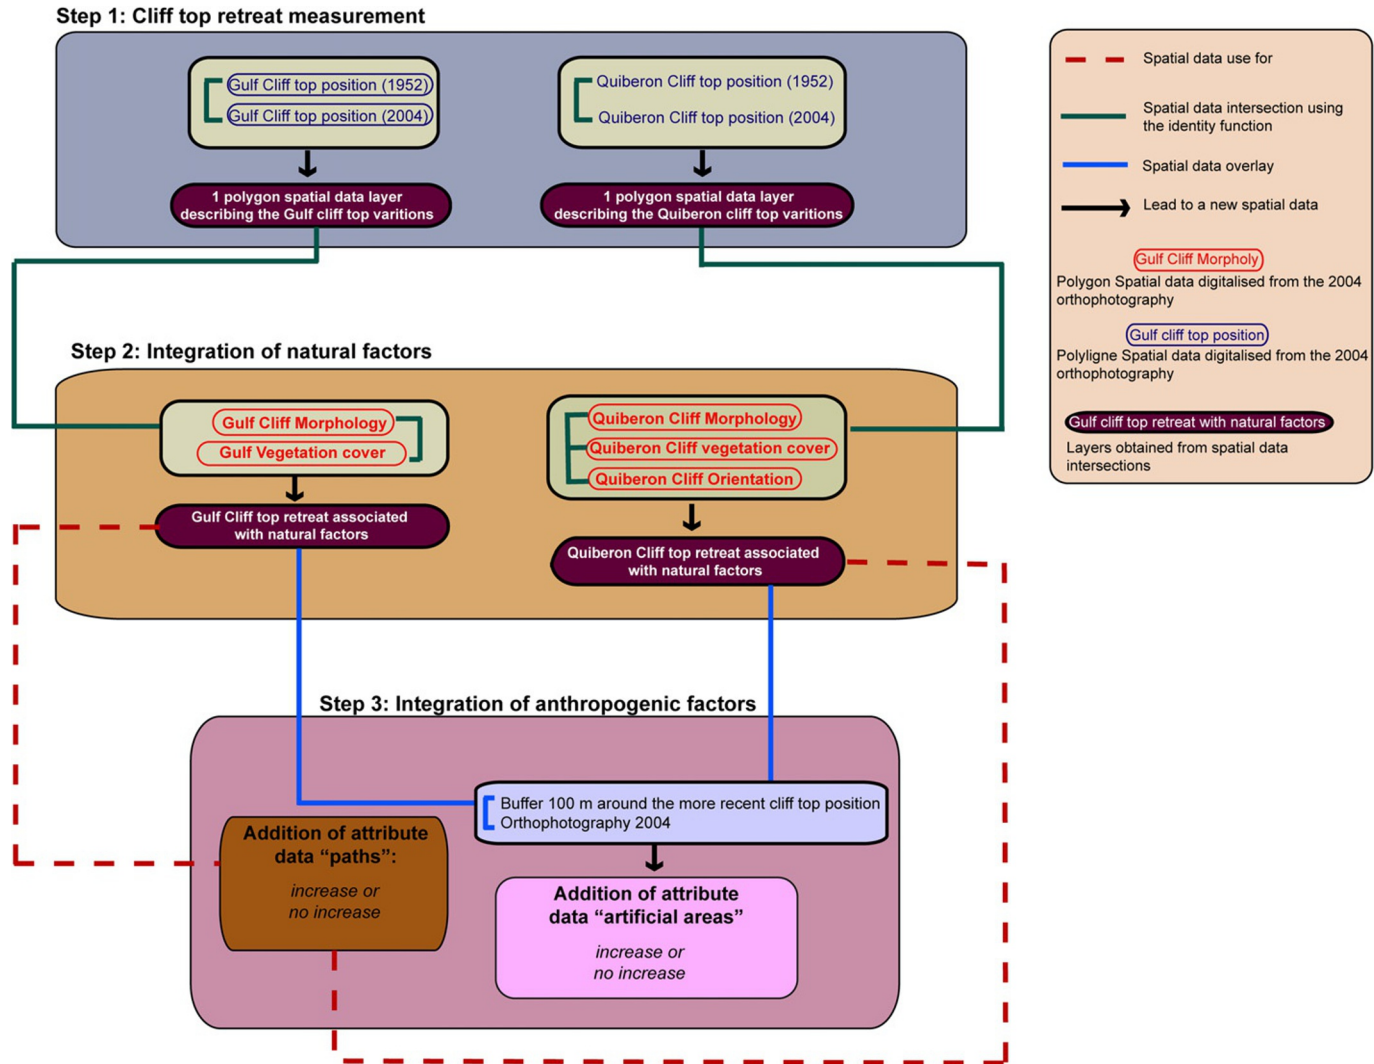 Step 1: Cliff top retreat measurement
Gulf Cliff top position (1952)
Gulf Cliff top position (2004)
Quiberon Cliff top position (1952)
Quiberon Cliff top position (2004)
1 polygon spatial data layer
describing the Gulf cliff top varitions
1 polygon spatial data layer
describing the Quiberon cliff top varitions
Step 2: Integration of natural factors
Gulf Cliff Morphology
Gulf Vegetation cover
Quiberon Cliff Morphology
Quiberon Cliff vegetation cover
Quiberon Cliff Orientation
Gulf Cliff top retreat associated
with natural factors
Quiberon Cliff top retreat associated
with natural factors
Step 3: Integration of anthropogenic factors
Buffer 100 m around the more recent cliff top position
Orthophotography 2004
Addition of attribute
data “paths”:
increase or
no increase
Addition of attribute
data “artificial areas”
increase or
no increase
Spatial data use for
Spatial data intersection using
the identity function
Spatial data overlay
Lead to a new spatial data
Gulf Cliff Morpholy
Polygon Spatial data digitalised from the 2004
orthophotography
Gulf cliff top position
Polyligne Spatial data digitalised from the 2004
orthophotography
Gulf cliff top retreat with natural factors
Layers obtained from spatial data
intersections